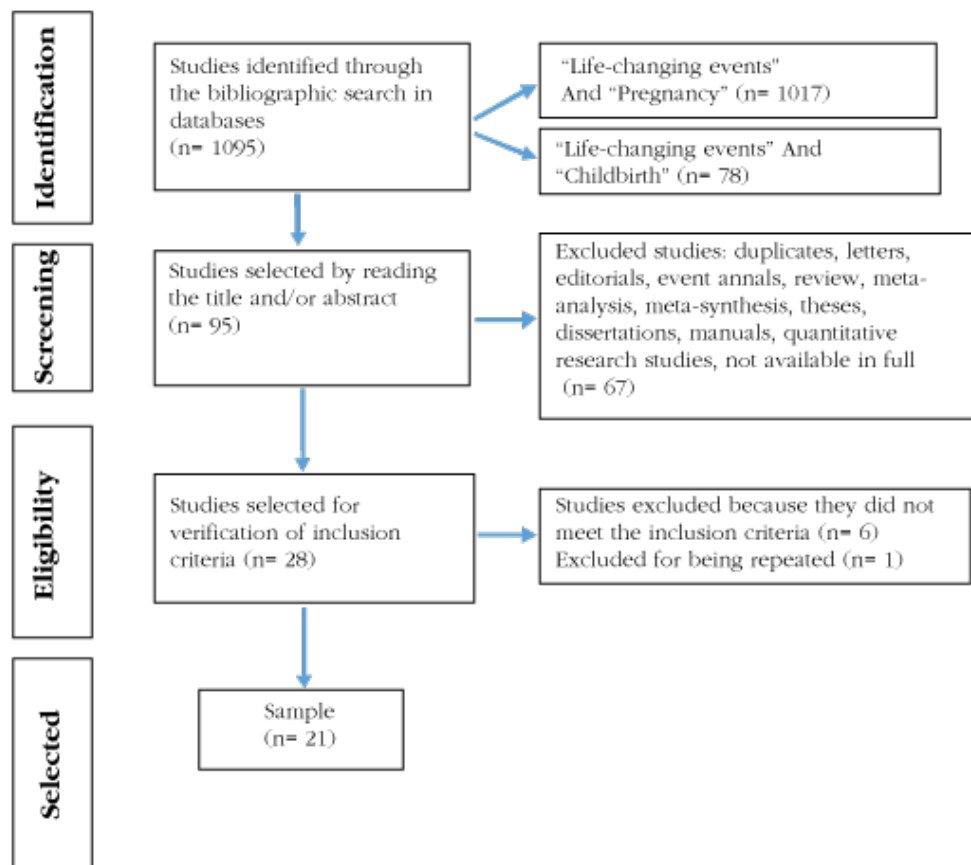 Identification
Studies identified through
the bibliographic search in
databases
(n= 1095)
“Life-changing events”
And “Pregnancy” (n= 1017)
“Life-changing events” And
“Childbirth” (n= 78)
Screening
Studies selected by reading
the title and/or abstract
(n= 95)
Excluded studies: duplicates, letters,
editorials, event annals, review, meta-
analysis, meta-synthesis, theses,
dissertations, manuals, quantitative
research studies, not available in full
(n= 67)
Eligibility
Studies selected for
verification of inclusion
criteria (n= 28)
Studies excluded because they did not
meet the inclusion criteria (n= 6)
Excluded for being repeated (n= 1)
Selected
Sample
(n= 21)